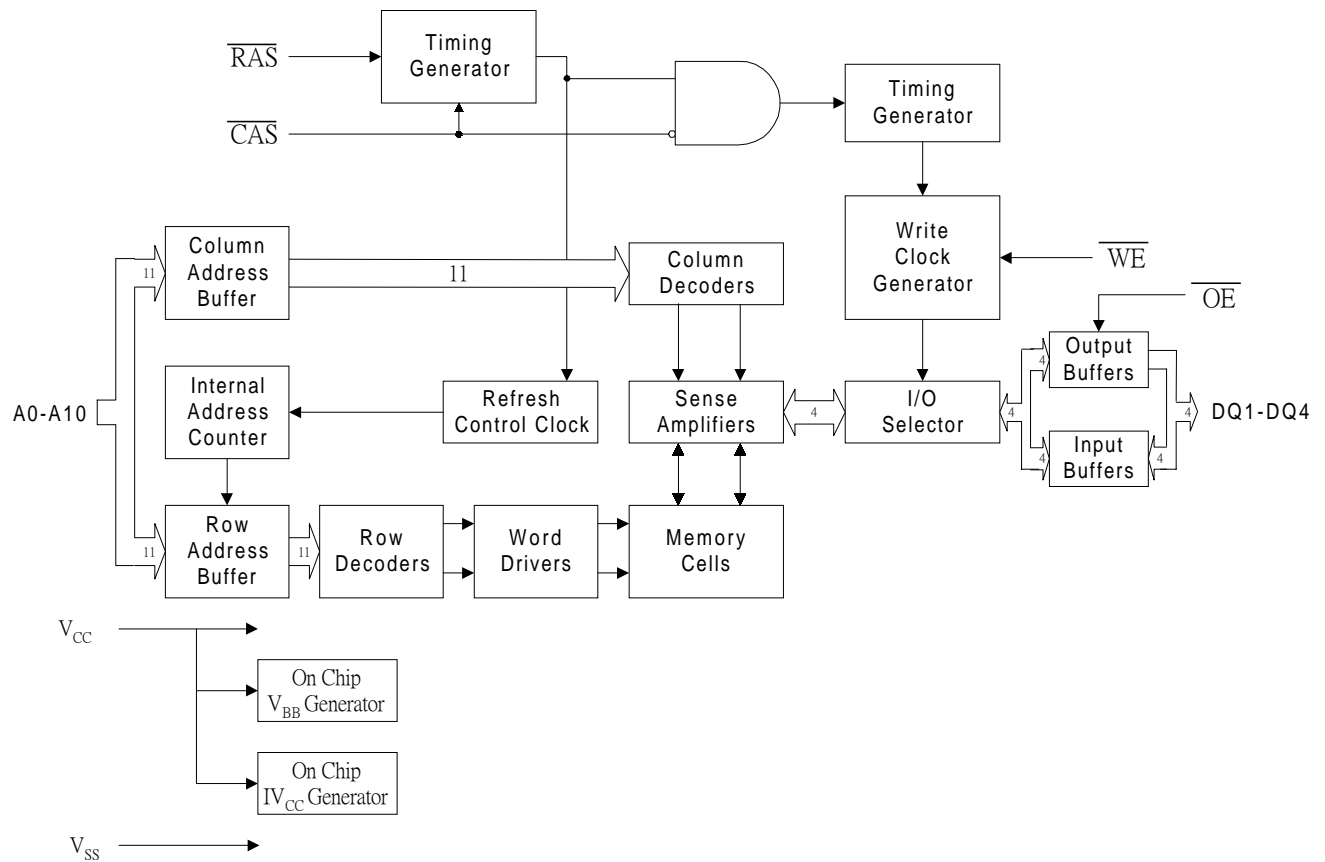 RAS
Timing
Generator
CAS
Timing
Generator
Write
Clock
Generator
WE
Column
Address
Buffer
11
11
Column
Decoders
OE
Output
Buffers
4
A0-A10
Internal
Address
Counter
Refresh
Control Clock
Sense
Amplifiers
4
I/O
Selector
4
4
DQ1-DQ4
Input
Buffers
4
4
11
Row
Address
Buffer
11
Row
Decoders
Word
Drivers
Memory
Cells
VCC
On Chip
VBB Generator
On Chip
IVCC Generator
VSS